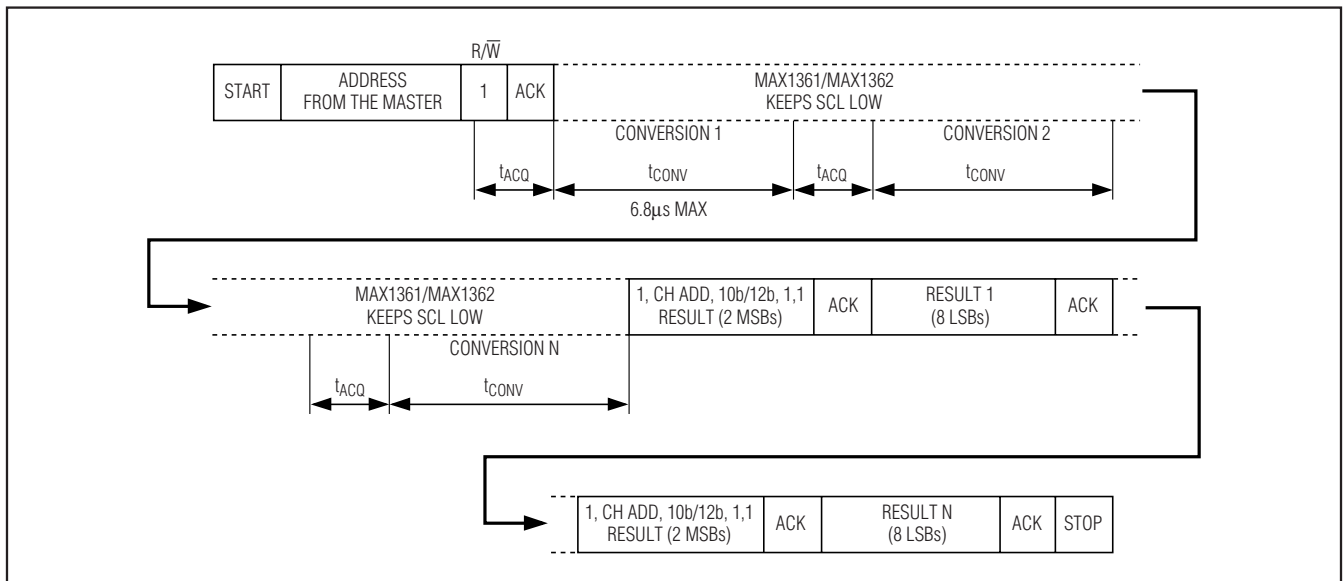 R/W̅
START
ADDRESS
FROM THE MASTER
1
ACK
MAX1361/MAX1362
KEEPS SCL LOW
CONVERSION 1
CONVERSION 2
tACQ
tCONV
tACQ
tCONV
6.8μs MAX
MAX1361/MAX1362
KEEPS SCL LOW
1, CH ADD, 10b/12b, 1,1
RESULT (2 MSBs)
ACK
RESULT 1
(8 LSBs)
ACK
CONVERSION N
tACQ
tCONV
1, CH ADD, 10b/12b, 1,1
RESULT (2 MSBs)
ACK
RESULT N
(8 LSBs)
ACK
STOP